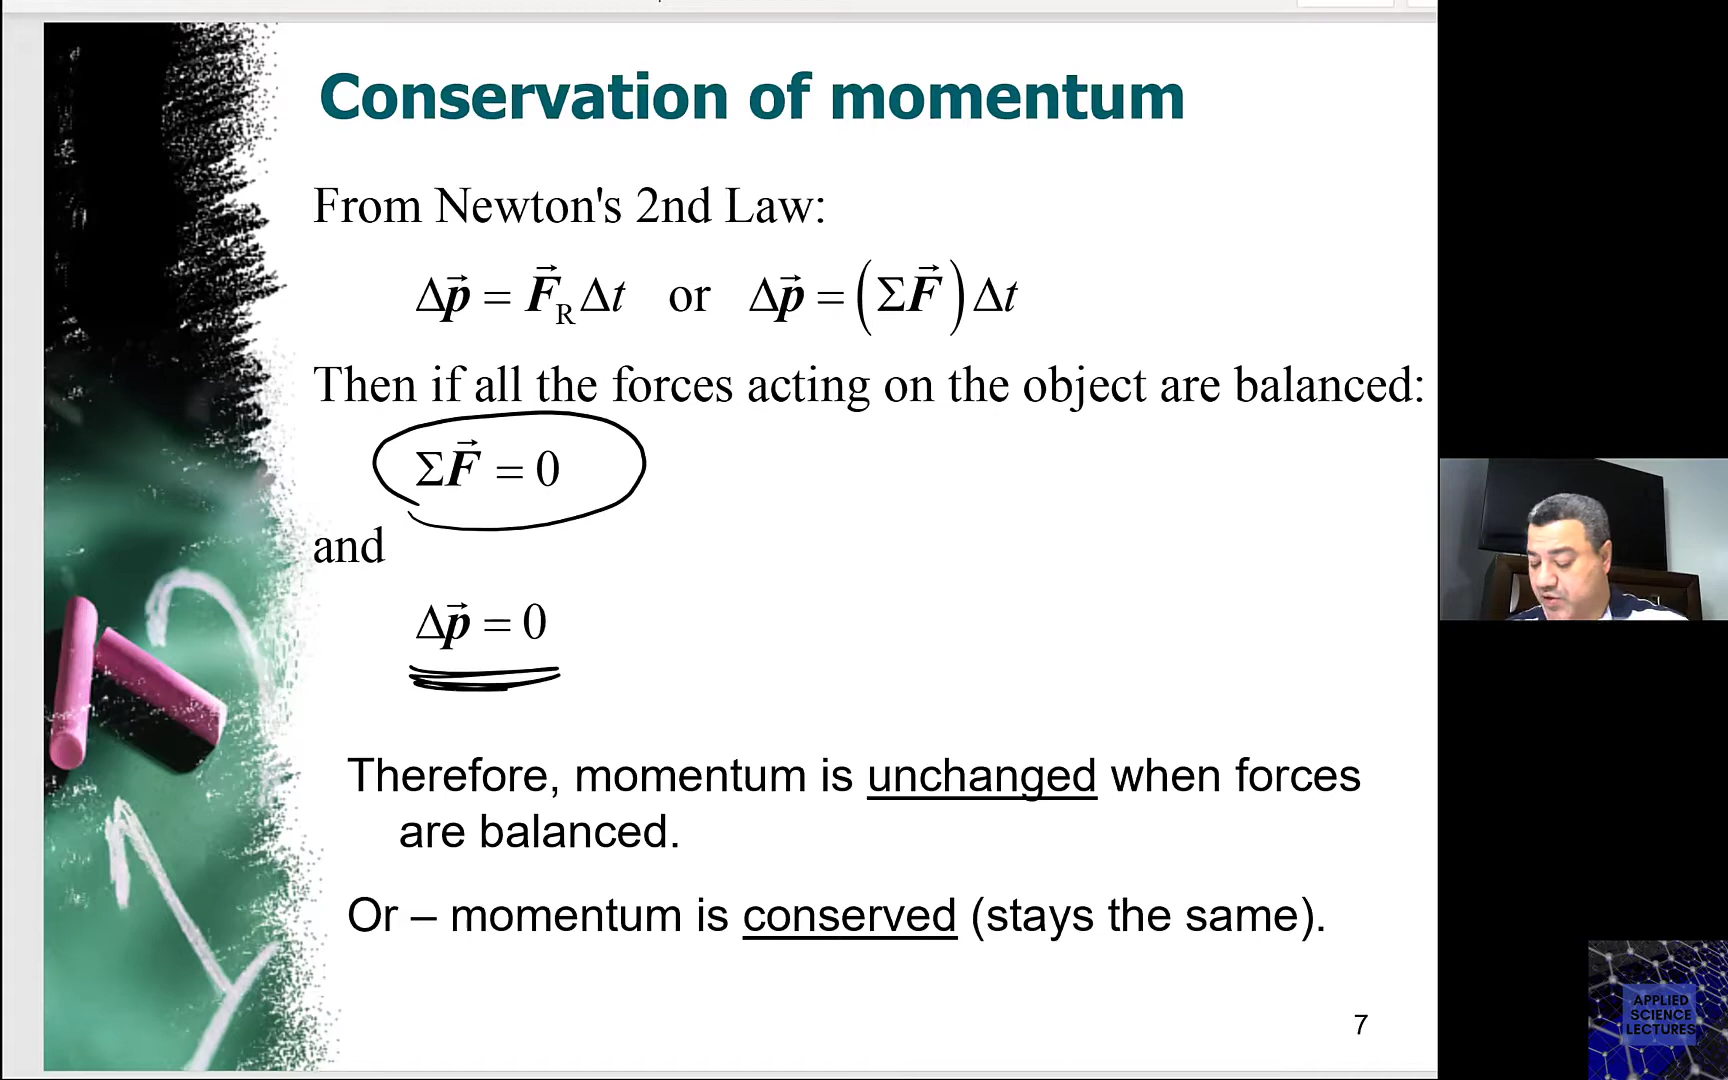 Conservation of momentum
From Newton's 2nd Law:
Δp⃗ = F⃗_R Δt or Δp⃗ = (ΣF⃗)Δt
Then if all the forces acting on the object are balanced:
ΣF⃗ = 0
and
Δp⃗ = 0
Therefore, momentum is unchanged when forces
are balanced.
Or – momentum is conserved (stays the same).
7
APPLIED
SCIENCE
LECTURES